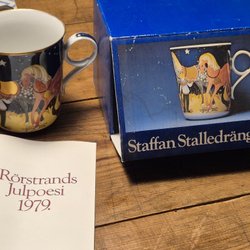 Staffan Stalledräng
Rörstrands
Julpoesi
1979.